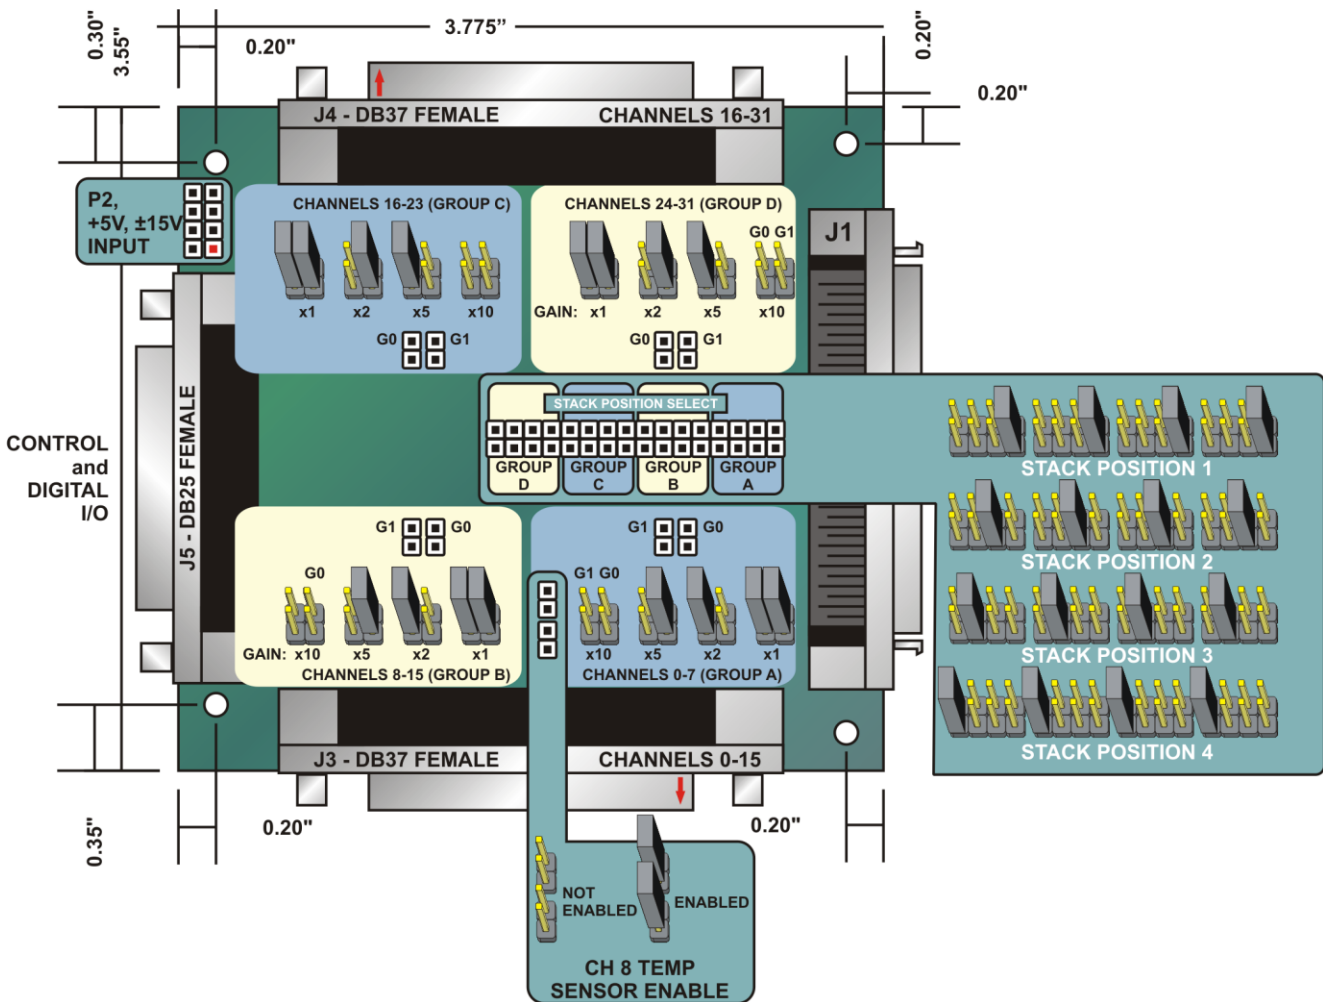 0.30"
3.55"
0.20"
3.775”
0.20"
0.20"
J4 - DB37 FEMALE CHANNELS 16-31
P2,
+5V, ±15V
INPUT
CHANNELS 16-23 (GROUP C)
x1 x2 x5 x10
G0 G1
CHANNELS 24-31 (GROUP D)
G0 G1
GAIN: x1 x2 x5 x10
G0 G1
J1
J5 - DB25 FEMALE
CONTROL
and
DIGITAL
I/O
STACK POSITION SELECT
GROUP
D
GROUP
C
GROUP
B
GROUP
A
STACK POSITION 1
STACK POSITION 2
STACK POSITION 3
STACK POSITION 4
G1 G0
G0
GAIN: x10 x5 x2 x1
CHANNELS 8-15 (GROUP B)
G1 G0
G1 G0
x10 x5 x2 x1
CHANNELS 0-7 (GROUP A)
J3 - DB37 FEMALE CHANNELS 0-15
0.35"
0.20"
0.20"
NOT
ENABLED
ENABLED
CH 8 TEMP
SENSOR ENABLE